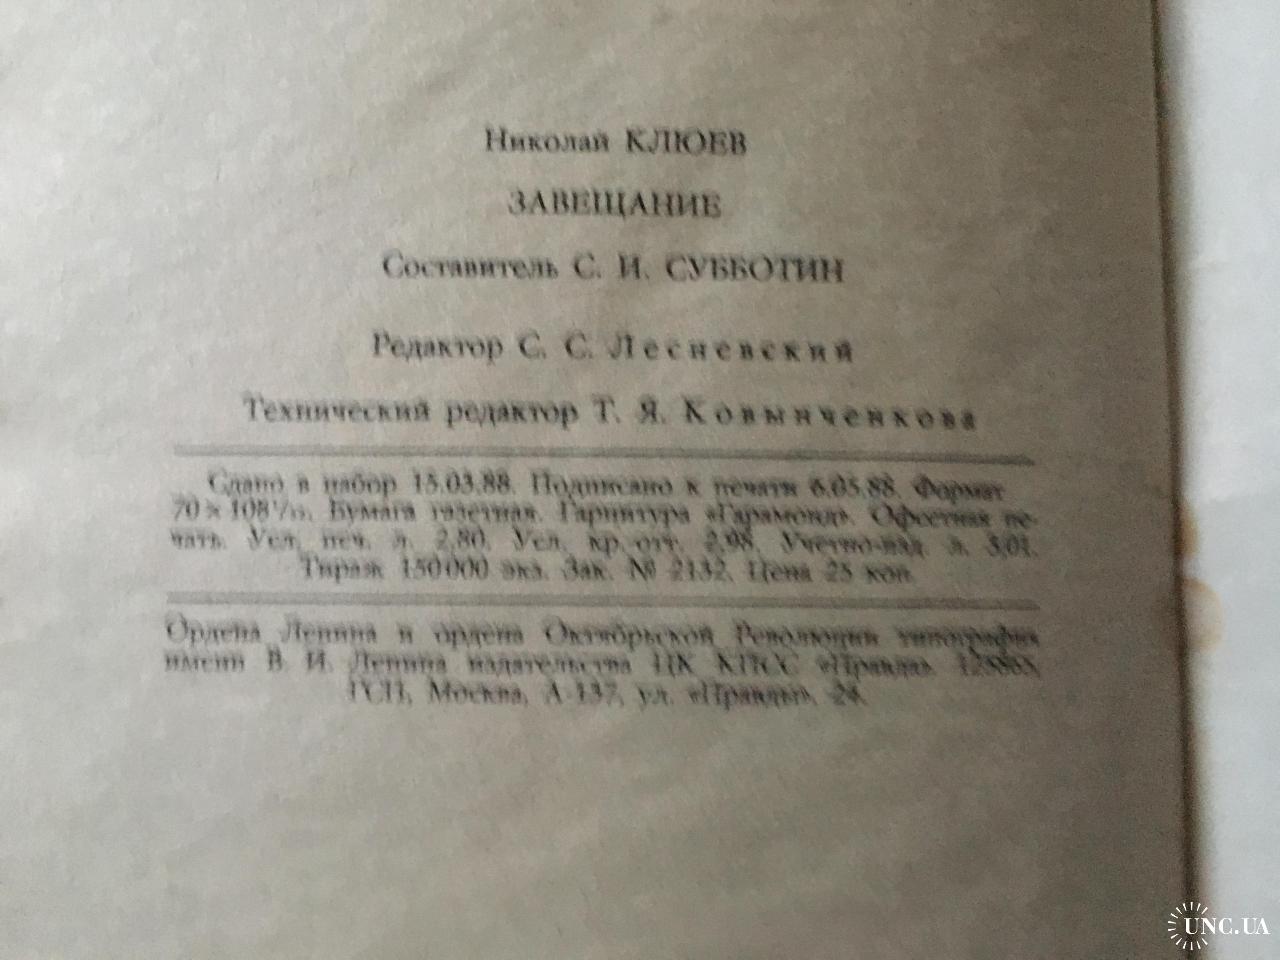 Николай КЛЮЕВ
ЗАВЕЩАНИЕ
Составитель С. И. СУББОТИН
Редактор С. С. Лесневский
Технический редактор Т. Я. Ковынченкова
Сдано в набор 15.03.88. Подписано к печати 6.05.88. Формат
70 × 108 1/32. Бумага газетная. Гарнитура «Гарамонд». Офсетная пе-
чать. Усл. печ. л. 2,80. Усл. кр.-отт. 2,98. Учетно-изд. л. 3,01.
Тираж 150 000 экз. Зак. № 2132. Цена 25 коп.
Ордена Ленина и ордена Октябрьской Революции типография
имени В. И. Ленина издательства ЦК КПСС «Правда». 125865,
ГСП, Москва, А-137, ул. «Правды», 24.
UNC.UA